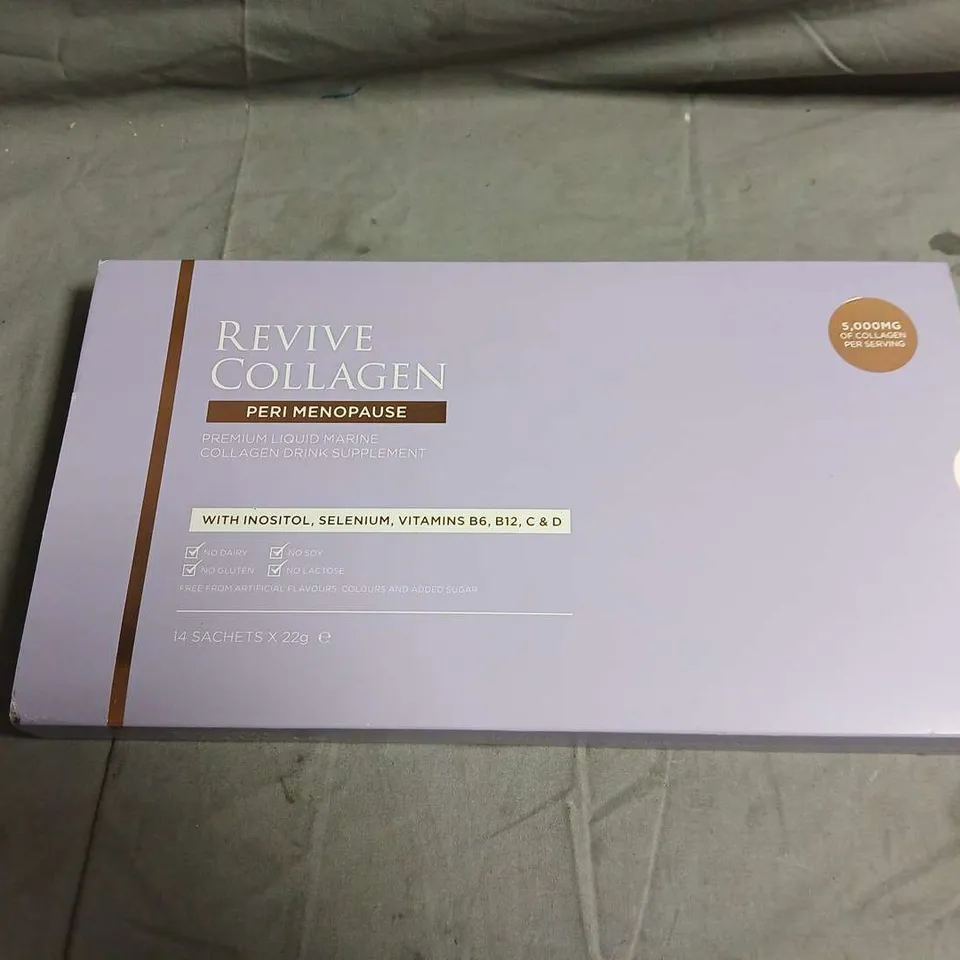 REVIVE
COLLAGEN
PERI MENOPAUSE
PREMIUM LIQUID MARINE
COLLAGEN DRINK SUPPLEMENT
WITH INOSITOL, SELENIUM, VITAMINS B6, B12, C & D
NO DAIRY NO SOY
NO GLUTEN NO LACTOSE
FREE FROM ARTIFICIAL FLAVOURS, COLOURS AND ADDED SUGAR
14 SACHETS X 22g ℮
5,000MG
OF COLLAGEN
PER SERVING